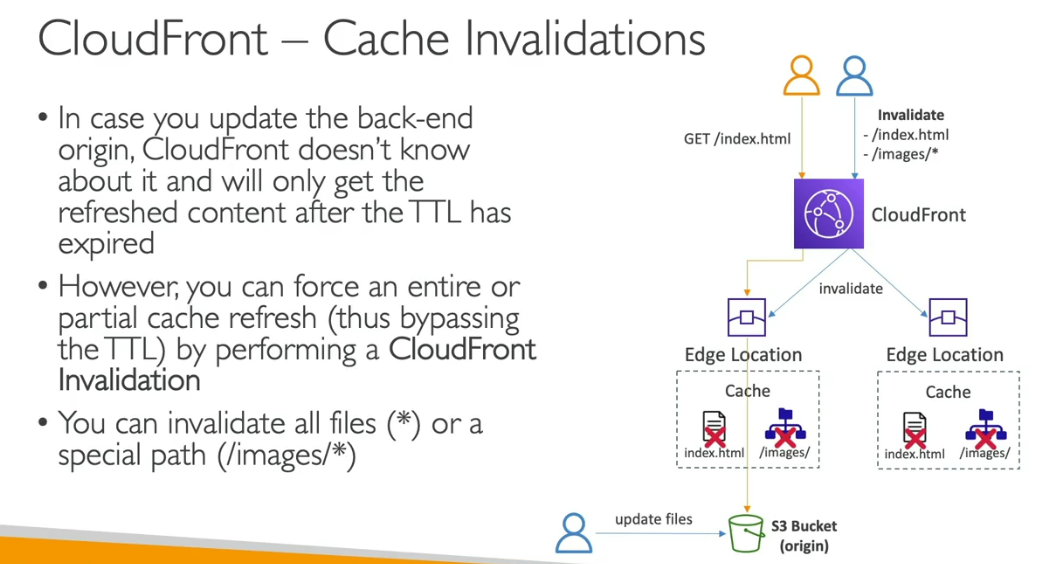 CloudFront – Cache Invalidations
• In case you update the back-end
origin, CloudFront doesn't know
about it and will only get the
refreshed content after the TTL has
expired
• However, you can force an entire or
partial cache refresh (thus bypassing
the TTL) by performing a CloudFront
Invalidation
• You can invalidate all files (*) or a
special path (/images/*)
GET /index.html
Invalidate
- /index.html
- /images/*
CloudFront
invalidate
Edge Location
Cache
index.html
/images/
Edge Location
Cache
index.html
/images/
update files
S3 Bucket
(origin)